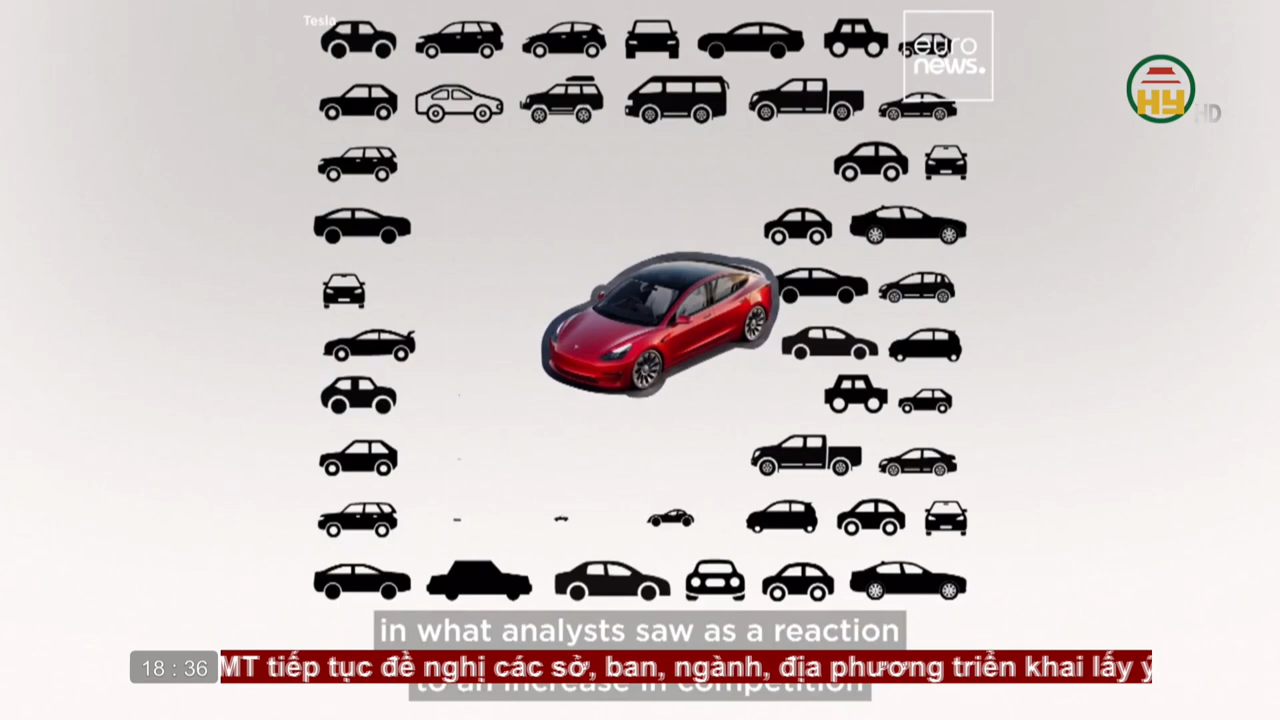 Tesla
euro
news.
HY HD
in what analysts saw as a reaction
18 : 36 MT tiếp tục đề nghị các sở, ban, ngành, địa phương triển khai lấy ý
to an increase in competition